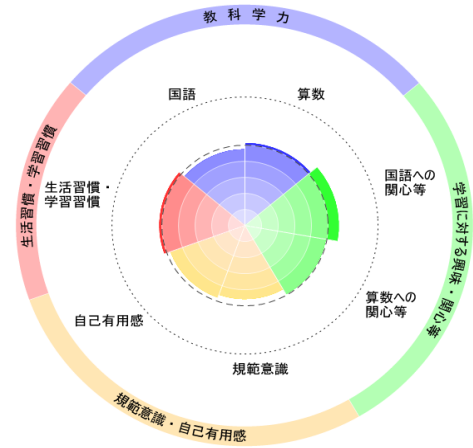 教科学力
国語
算数
生活習慣・学習習慣
生活習慣・
学習習慣
国語への
関心等
学習に対する興味・関心等
算数への
関心等
自己有用感
規範意識
規範意識・自己有用感